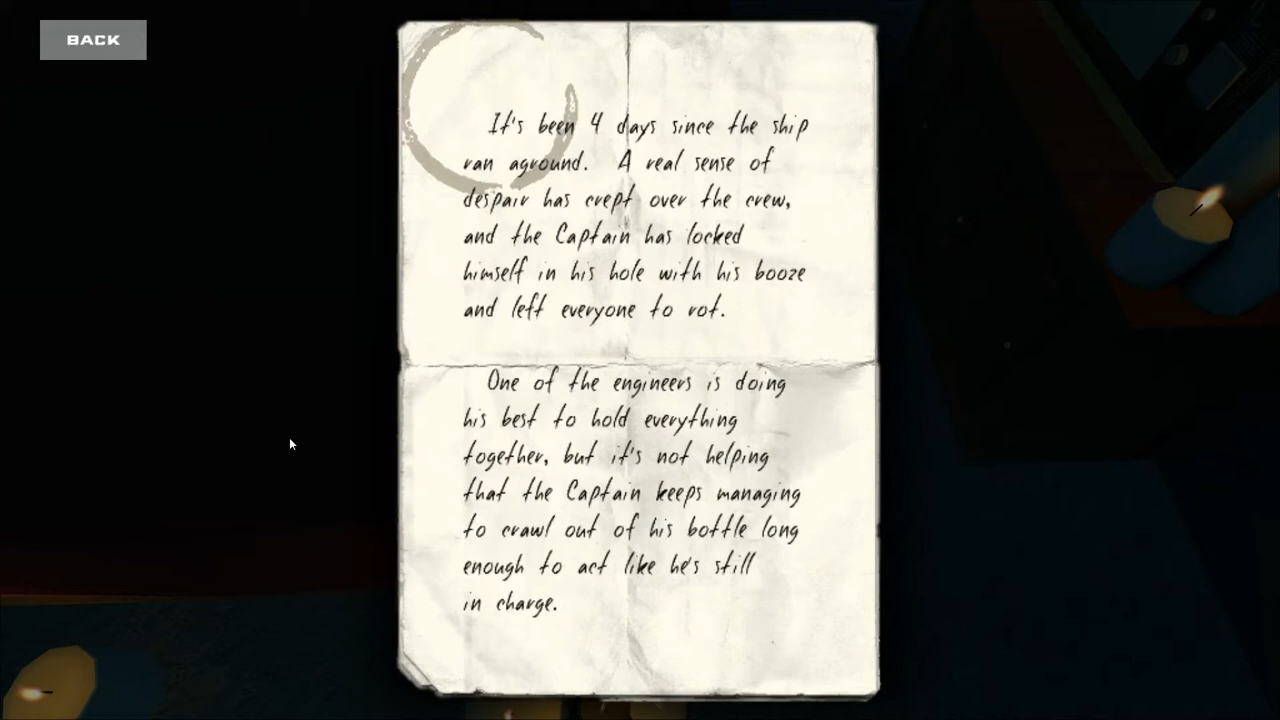 BACK
It's been 4 days since the ship
ran aground. A real sense of
despair has crept over the crew,
and the Captain has locked
himself in his hole with his booze
and left everyone to rot.
One of the engineers is doing
his best to hold everything
together, but it's not helping
that the Captain keeps managing
to crawl out of his bottle long
enough to act like he's still
in charge.